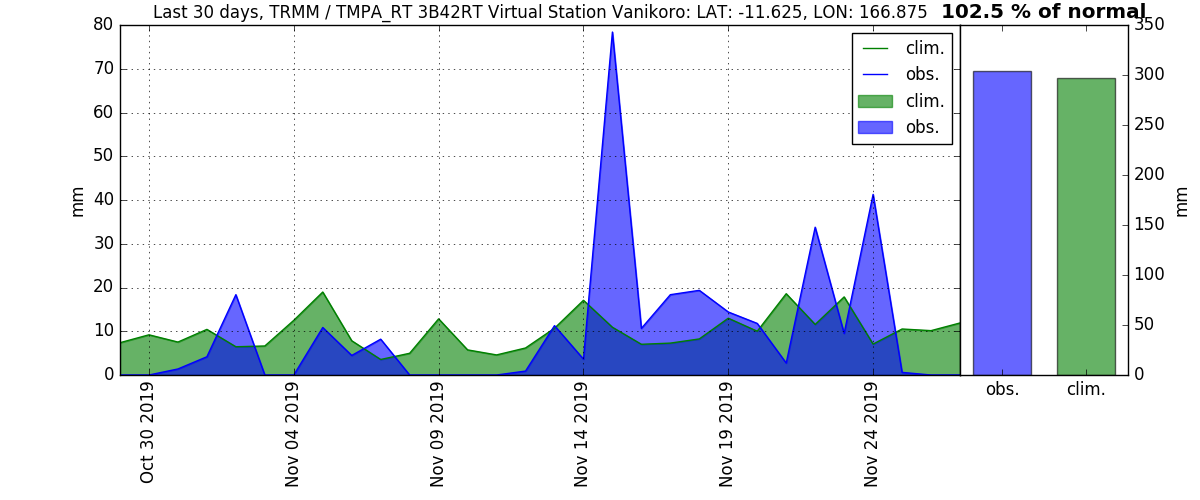 Last 30 days, TRMM / TMPA_RT 3B42RT Virtual Station Vanikoro: LAT: -11.625, LON: 166.875 102.5 % of normal
80
70
60
50
40
30
20
10
0
mm
clim.
obs.
clim.
obs.
Oct 30 2019
Nov 04 2019
Nov 09 2019
Nov 14 2019
Nov 19 2019
Nov 24 2019
350
300
250
200
150
100
50
0
mm
obs.
clim.